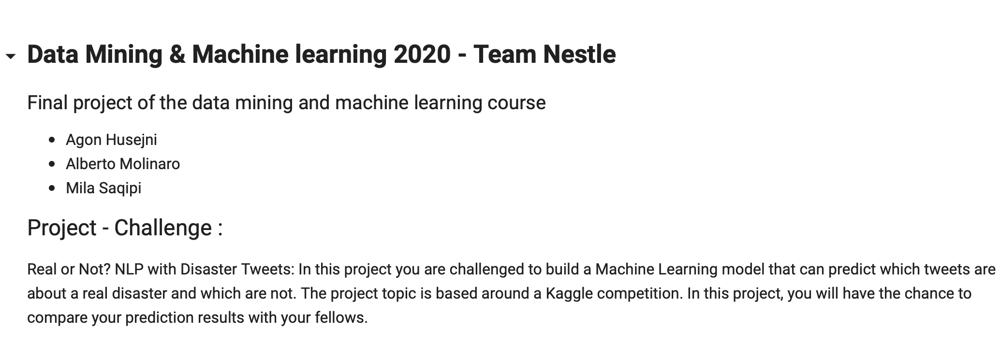 Data Mining & Machine learning 2020 - Team Nestle
Final project of the data mining and machine learning course
• Agon Husejni
• Alberto Molinaro
• Mila Saqipi
Project - Challenge :
Real or Not? NLP with Disaster Tweets: In this project you are challenged to build a Machine Learning model that can predict which tweets are
about a real disaster and which are not. The project topic is based around a Kaggle competition. In this project, you will have the chance to
compare your prediction results with your fellows.